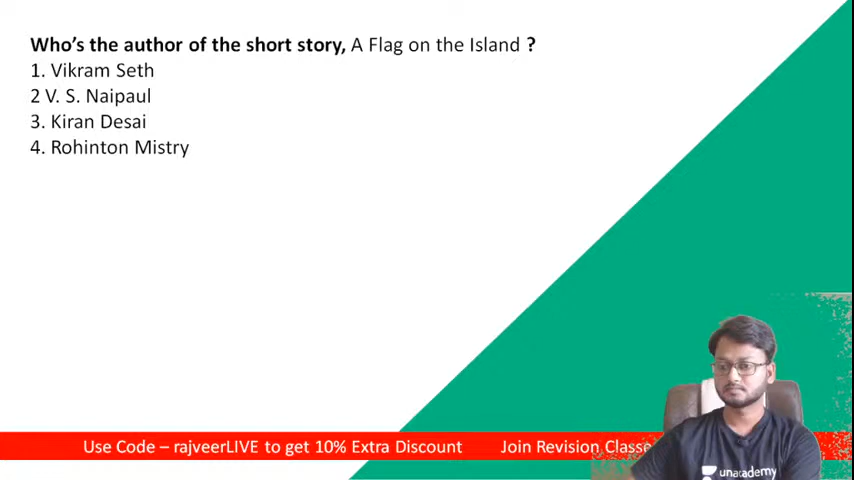 Who's the author of the short story, A Flag on the Island ?
1. Vikram Seth
2 V. S. Naipaul
3. Kiran Desai
4. Rohinton Mistry
Use Code – rajveerLIVE to get 10% Extra Discount Join Revision Classe
unacademy